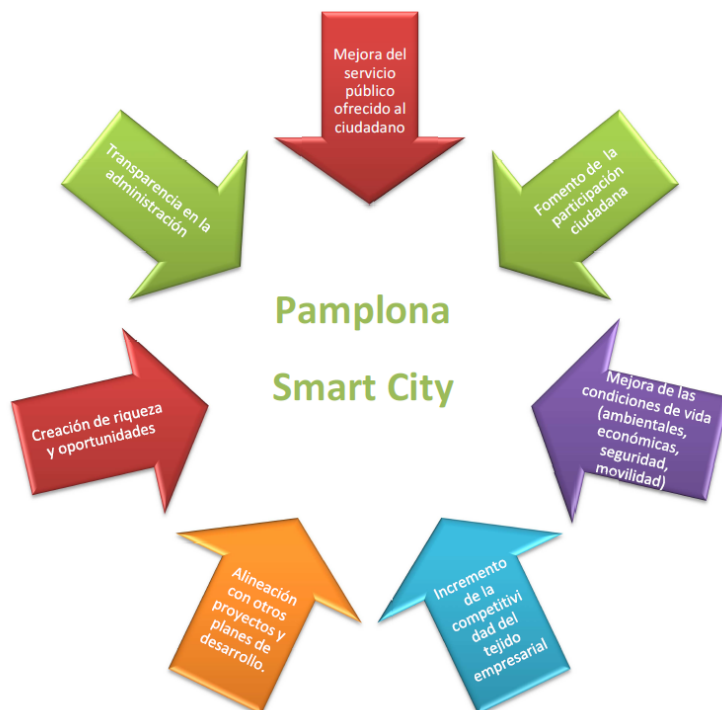 Mejora del
servicio
público
ofrecido al
ciudadano
Fomento de la
participación
ciudadana
Mejora de las
condiciones de vida
(ambientales,
económicas,
seguridad,
movilidad)
Incremento
de la
competitivi
dad del
tejido
empresarial
Alineación
con otros
proyectos y
planes de
desarrollo.
Creación de riqueza
y oportunidades
Transparencia en la
administración
Pamplona
Smart City